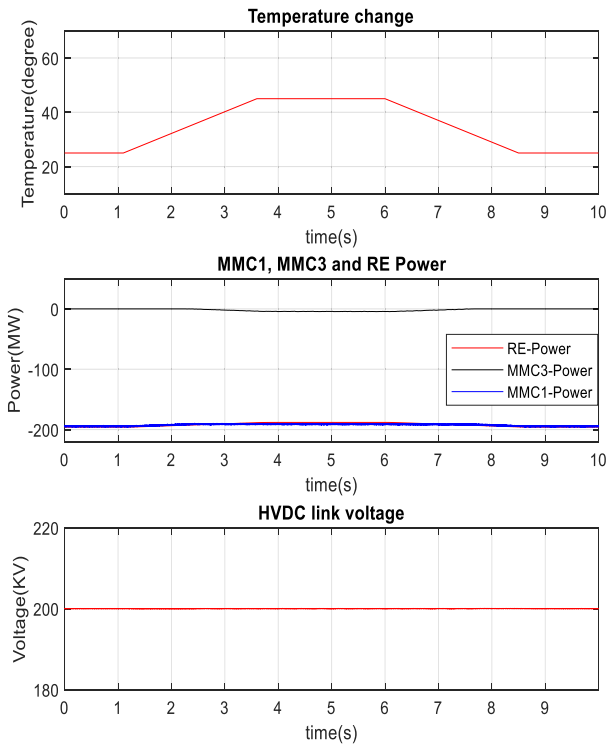 Temperature change
Temperature(degree)
60
40
20
0 1 2 3 4 5 6 7 8 9 10
time(s)
MMC1, MMC3 and RE Power
Power(MW)
0
-100
-200
RE-Power
MMC3-Power
MMC1-Power
0 1 2 3 4 5 6 7 8 9 10
time(s)
HVDC link voltage
Voltage(KV)
220
200
180
0 1 2 3 4 5 6 7 8 9
time(s)